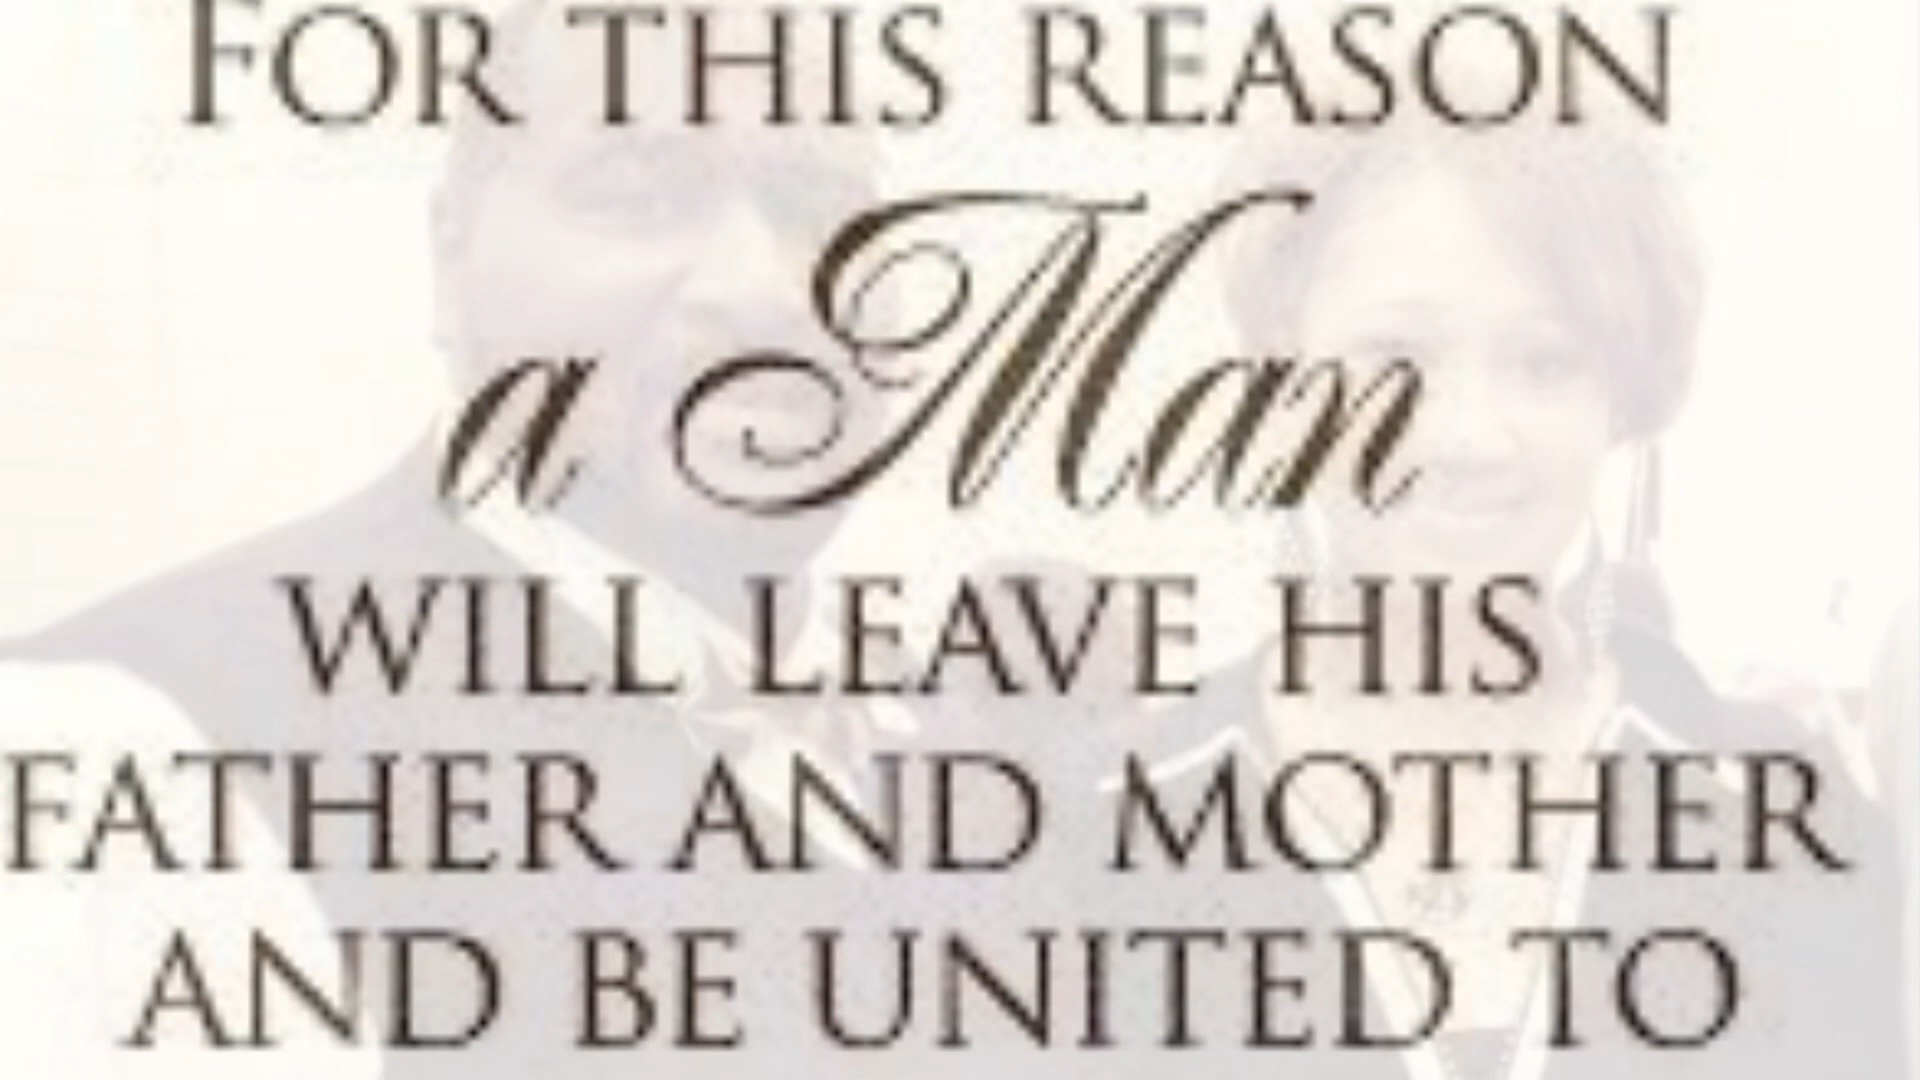 FOR THIS REASON
a Man
WILL LEAVE HIS
FATHER AND MOTHER
AND BE UNITED TO